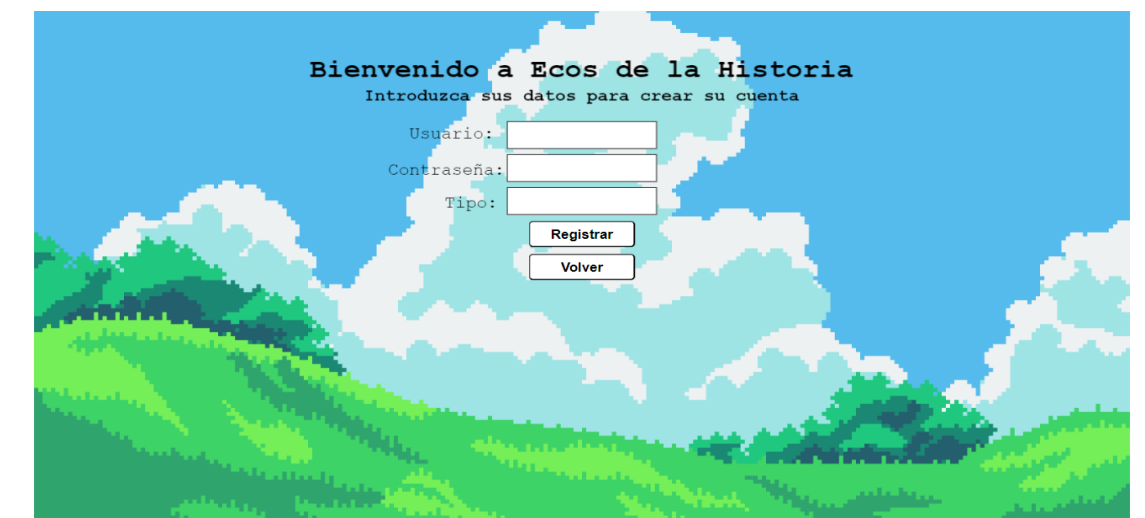 Bienvenido a Ecos de la Historia
Introduzca sus datos para crear su cuenta
Usuario:
Contraseña:
Tipo:
Registrar
Volver